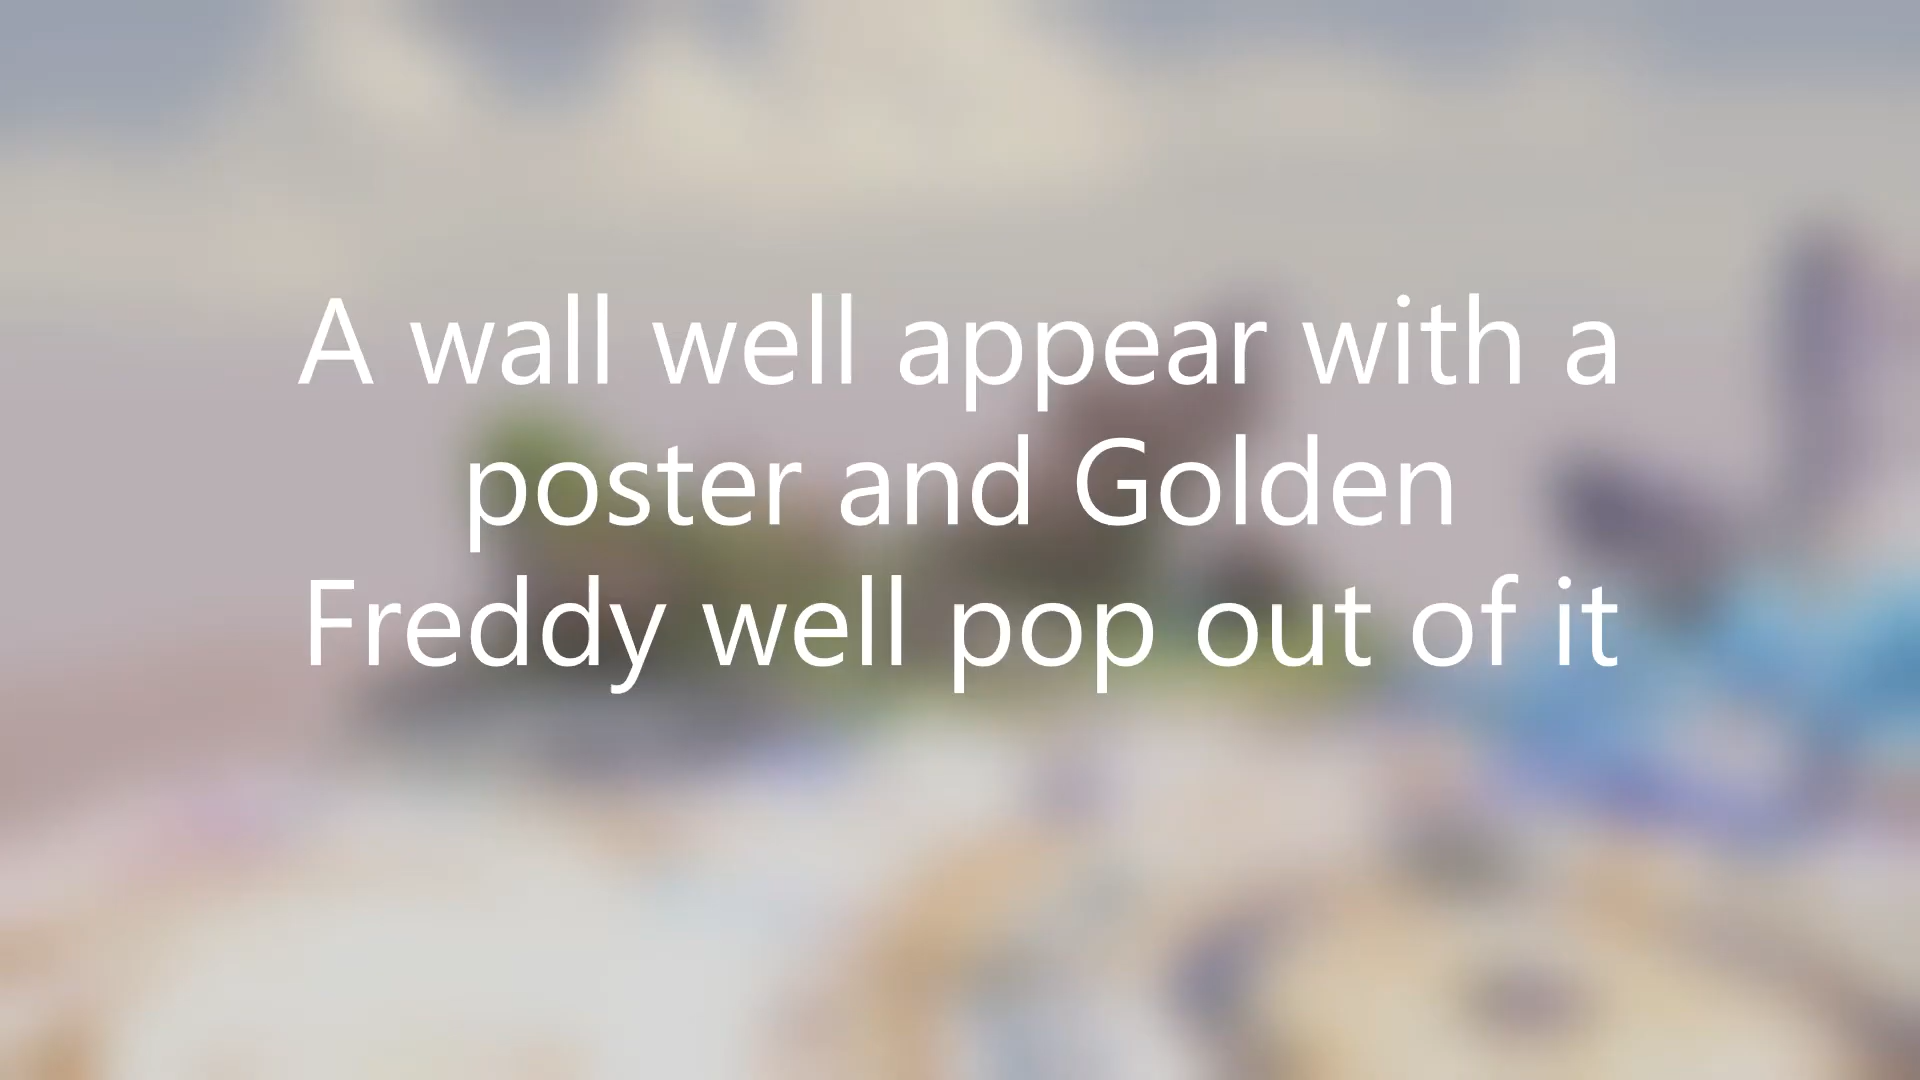 A wall well appear with a
poster and Golden
Freddy well pop out of it